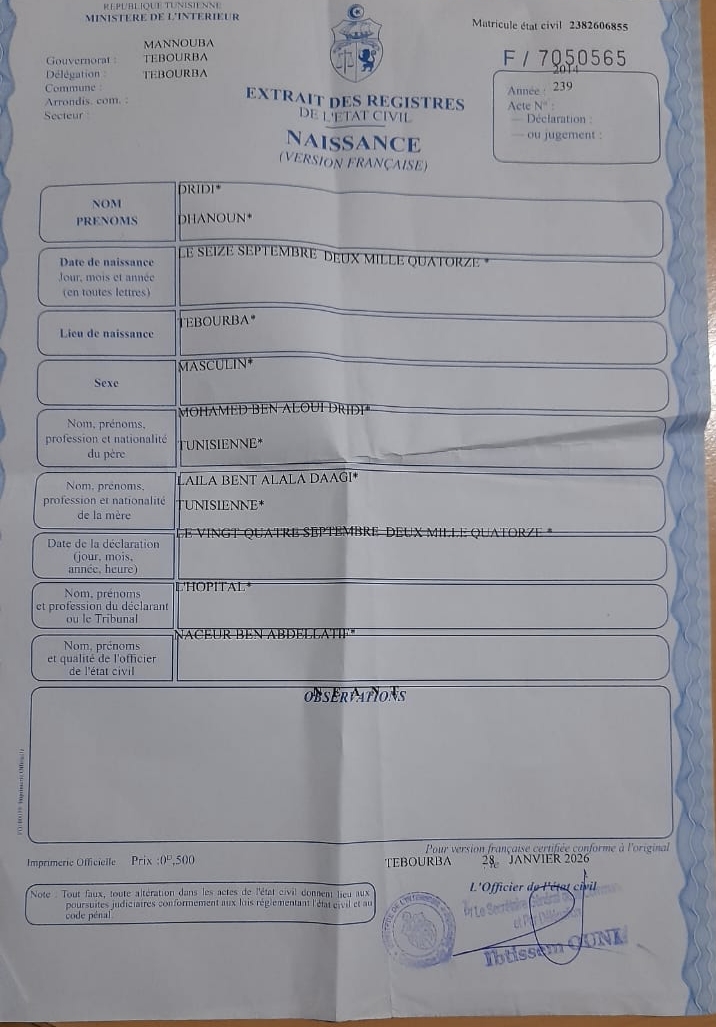 REPUBLIQUE TUNISIENNE
MINISTERE DE L'INTERIEUR
Matricule état civil 2382606855
F / 7050565
Gouvernorat : MANNOUBA
Délégation : TEBOURBA
Commune : TEBOURBA
Arrondis. com. :
Secteur :
2014
Année : 239
Acte N° :
— Déclaration :
— ou jugement :
EXTRAIT DES REGISTRES
DE L'ETAT CIVIL
NAISSANCE
(VERSION FRANÇAISE)
NOM
PRENOMS
DRIDI*
DHANOUN*
Date de naissance
Jour, mois et année
(en toutes lettres)
LE SEIZE SEPTEMBRE DEUX MILLE QUATORZE *
Lieu de naissance
TEBOURBA*
Sexe
MASCULIN*
Nom, prénoms,
profession et nationalité
du père
MOHAMED BEN ALOUI DRIDI*
TUNISIENNE*
Nom, prénoms,
profession et nationalité
de la mère
LAILA BENT ALALA DAAGI*
TUNISIENNE*
Date de la déclaration
(jour, mois,
année, heure)
LE VINGT QUATRE SEPTEMBRE DEUX MILLE QUATORZE *
Nom, prénoms,
et profession du déclarant
ou le Tribunal
L'HOPITAL*
Nom, prénoms
et qualité de l'officier
de l'état civil
NACEUR BEN ABDELLATIF*
OBSERVATIONS
N E A N T
Imprimerie Officielle Prix :0ᴰ,500
Pour version française certifiée conforme à l'original
TEBOURBA 28 JANVIER 2026
L'Officier de l'état civil
Note : Tout faux, toute altération dans les actes de l'état civil donnent lieu aux
poursuites judiciaires conformement aux lois réglementant l'état civil et au
code pénal.
Ibtissem OUNI